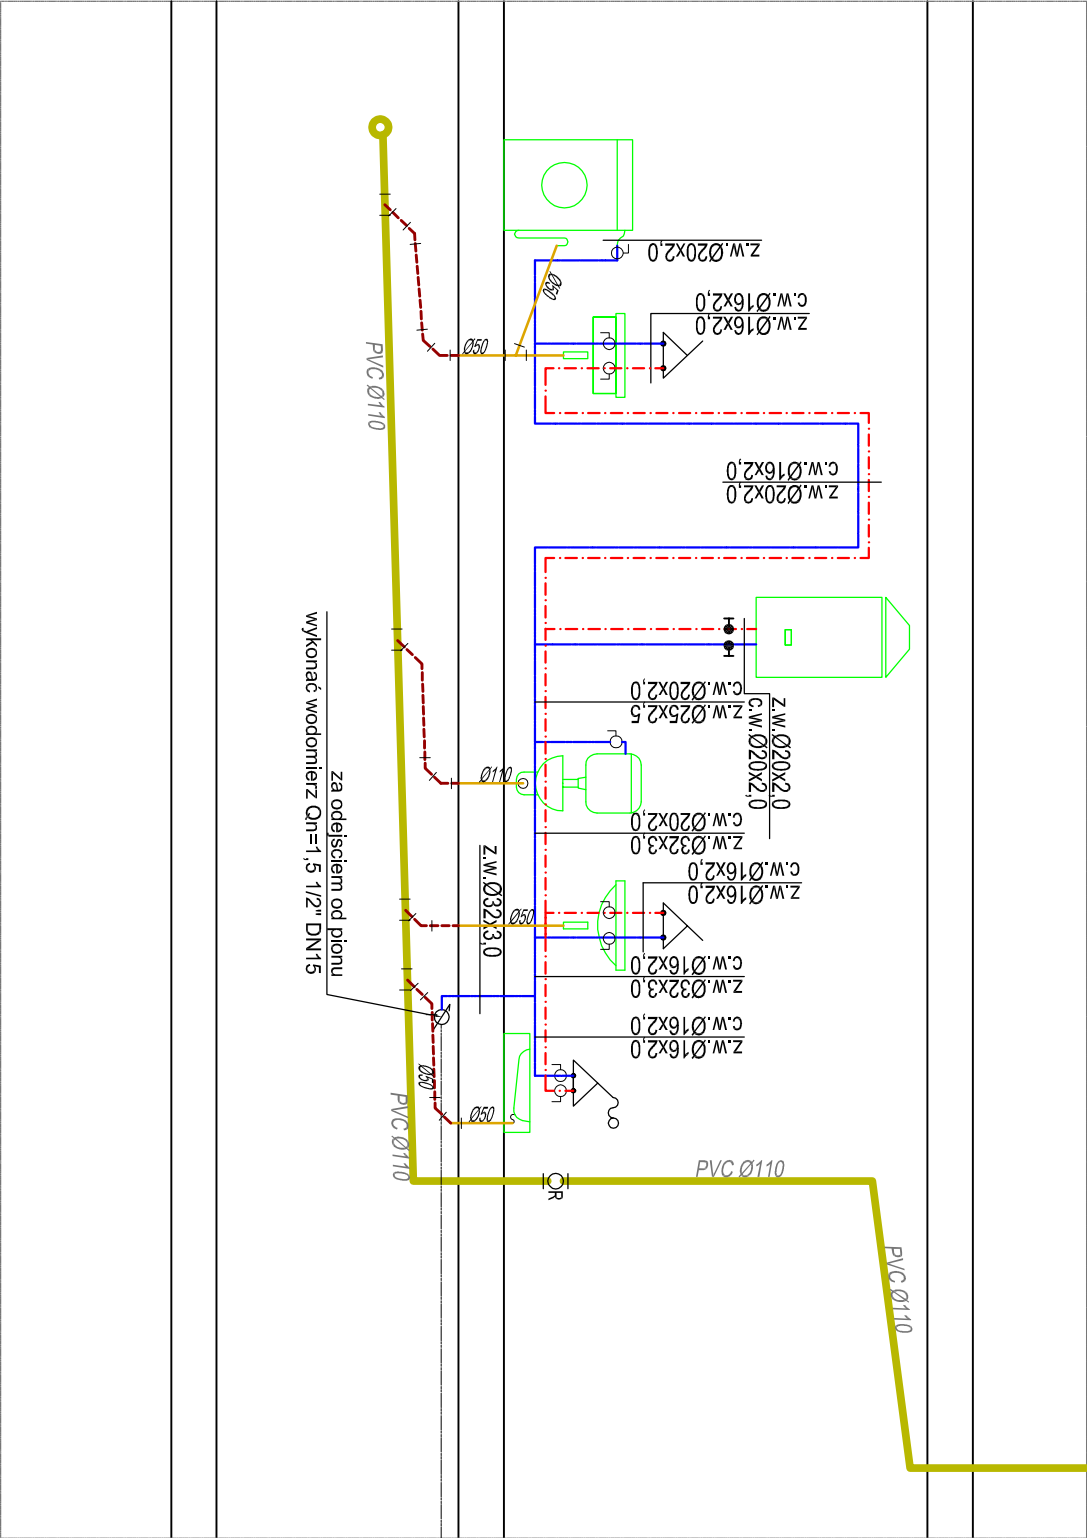 z.w.Ø20x2,0
Ø50
c.w.Ø16x2,0
z.w.Ø16x2,0
Ø50
PVC Ø110
c.w.Ø16x2,0
z.w.Ø20x2,0
za odejsciem od pionu
wykonać wodomierz Qn=1,5 1/2" DN15
c.w.Ø20x2,0
z.w.Ø25x2,5
z.w.Ø20x2,0
c.w.Ø20x2,0
Ø110
c.w.Ø20x2,0
z.w.Ø32x3,0
z.w.Ø32x3,0
c.w.Ø16x2,0
z.w.Ø16x2,0
Ø50
c.w.Ø16x2,0
z.w.Ø32x3,0
c.w.Ø16x2,0
z.w.Ø16x2,0
Ø50
Ø50
PVC Ø110
PVC Ø110
R
PVC Ø110